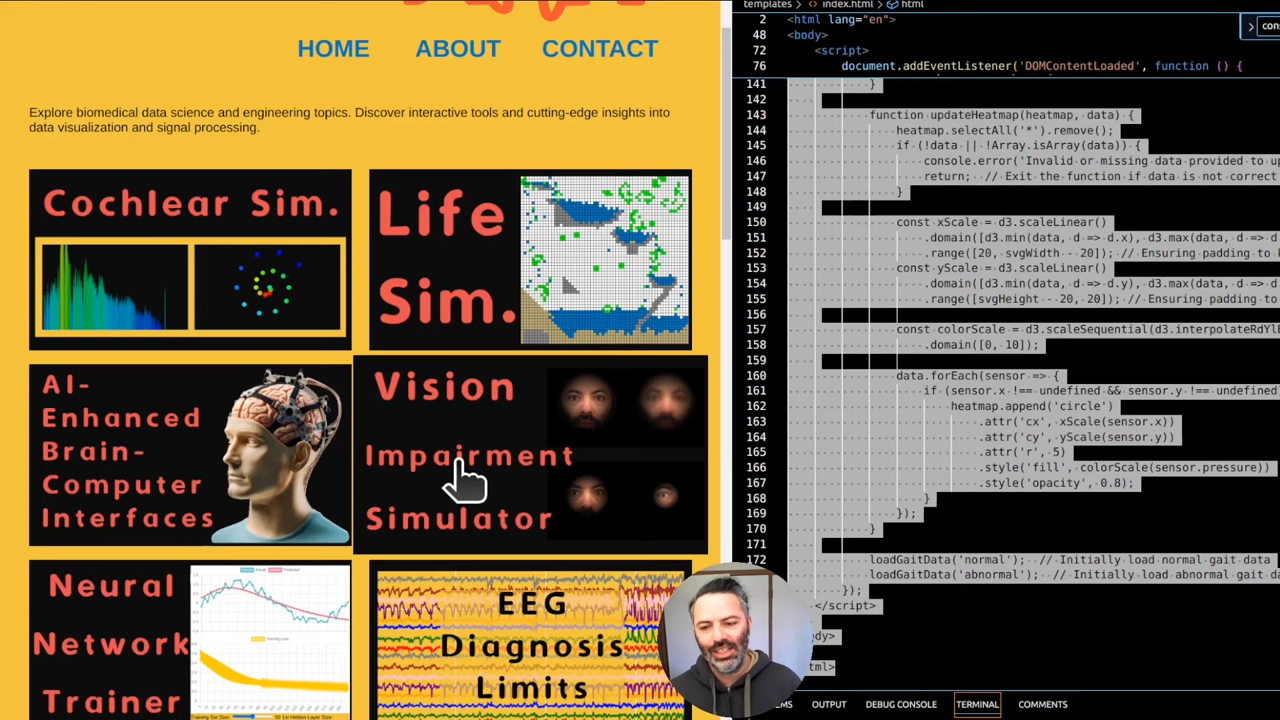 HOME ABOUT CONTACT
Explore biomedical data science and engineering topics. Discover interactive tools and cutting-edge insights into
data visualization and signal processing.
Cochlear Sim.
Life
Sim.
AI-
Enhanced
Brain-
Computer
Interfaces
Vision
Impairment
Simulator
Neural
Network
Trainer
EEG
Diagnosis
Limits
templates > <> index.html > html
2 <html lang="en">
48 <body>
72 <script>
76 document.addEventListener('DOMContentLoaded', function () {
141 }
142
143 function updateHeatmap(heatmap, data) {
144 heatmap.selectAll('*').remove();
145 if (!data || !Array.isArray(data)) {
146 console.error('Invalid or missing data provided to
147 return; // Exit the function if data is not correct
148 }
149
150 const xScale = d3.scaleLinear()
151 .domain([d3.min(data, d => d.x), d3.max(data, d =>
152 .range([20, svgWidth - 20]); // Ensuring padding to
153 const yScale = d3.scaleLinear()
154 .domain([d3.min(data, d => d.y), d3.max(data, d =>
155 .range([svgHeight - 20, 20]); // Ensuring padding to
156
157 const colorScale = d3.scaleSequential(d3.interpolateRdYl
158 .domain([0, 10]);
159
160 data.forEach(sensor => {
161 if (sensor.x !== undefined && sensor.y !== undefined
162 heatmap.append('circle')
163 .attr('cx', xScale(sensor.x))
164 .attr('cy', yScale(sensor.y))
165 .attr('r', 5)
166 .style('fill', colorScale(sensor.pressure))
167 .style('opacity', 0.8);
168 }
169 });
170 }
171
172 loadGaitData('normal'); // Initially load normal gait data
loadGaitData('abnormal'); // Initially load abnormal gait
});
</script>
OUTPUT DEBUG CONSOLE TERMINAL COMMENTS